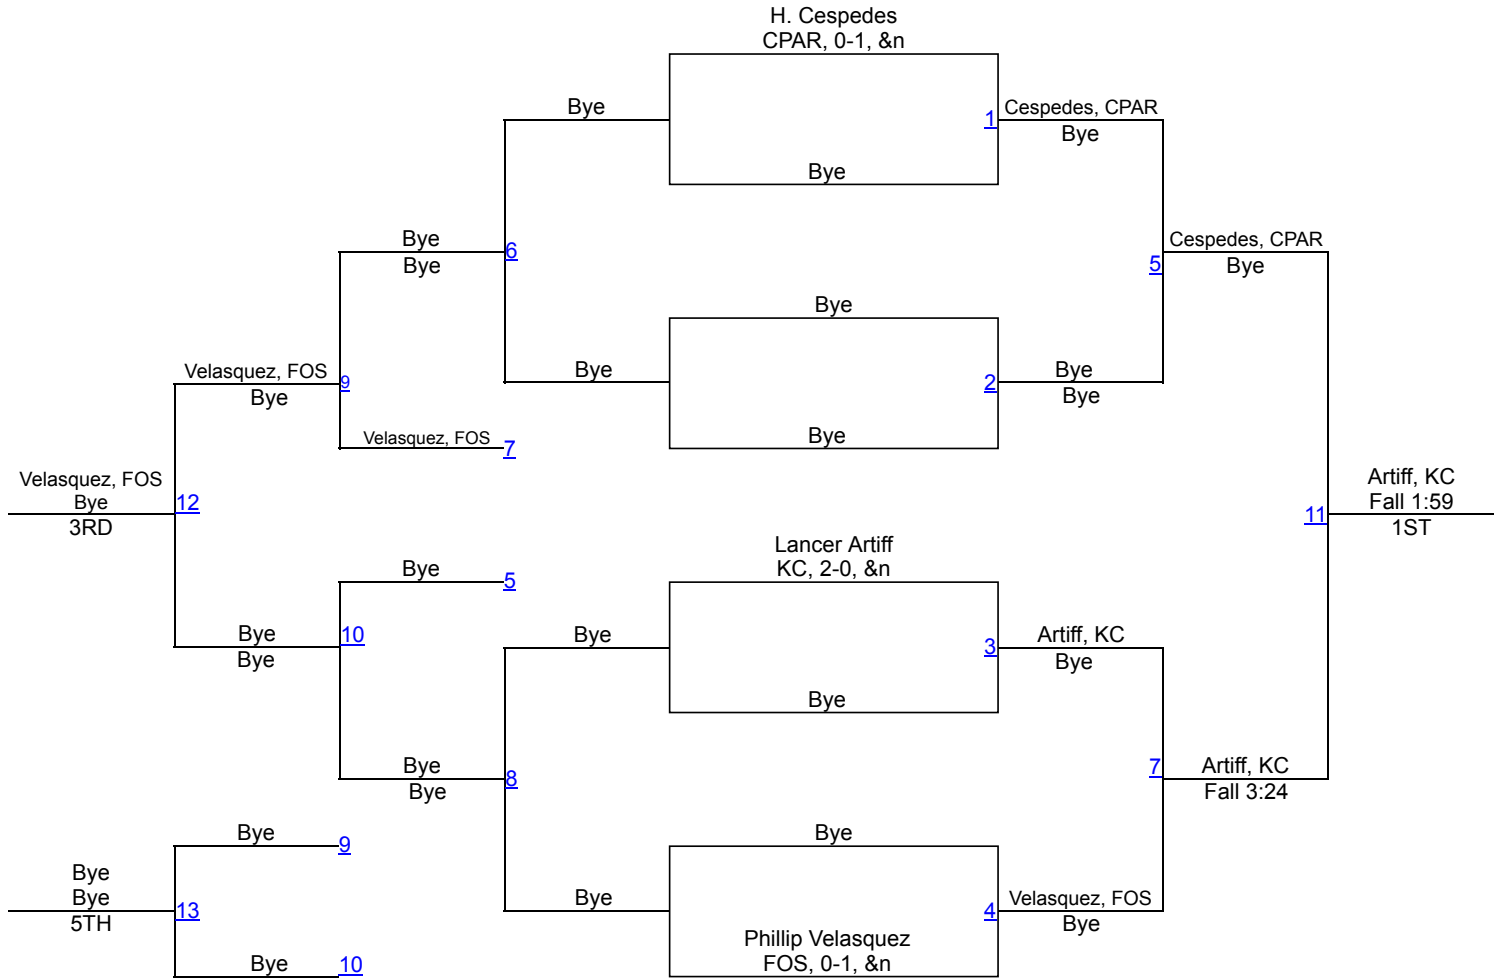 H. Cespedes
CPAR, 0-1, &n
Bye
1
Cespedes, CPAR
Bye
Bye
Bye
Bye
6
Cespedes, CPAR
5
Bye
Bye
Bye
2
Bye
Bye
Bye
Velasquez, FOS
9
Bye
Velasquez, FOS
7
Velasquez, FOS
Bye
12
3RD
Artiff, KC
Fall 1:59
11
1ST
Lancer Artiff
KC, 2-0, &n
Bye
5
Bye
10
Bye
Bye
3
Artiff, KC
Bye
Bye
Bye
8
Bye
7
Artiff, KC
Fall 3:24
Bye
9
Bye
Bye
Bye
13
5TH
Bye
4
Velasquez, FOS
Bye
Phillip Velasquez
FOS, 0-1, &n
Bye
10